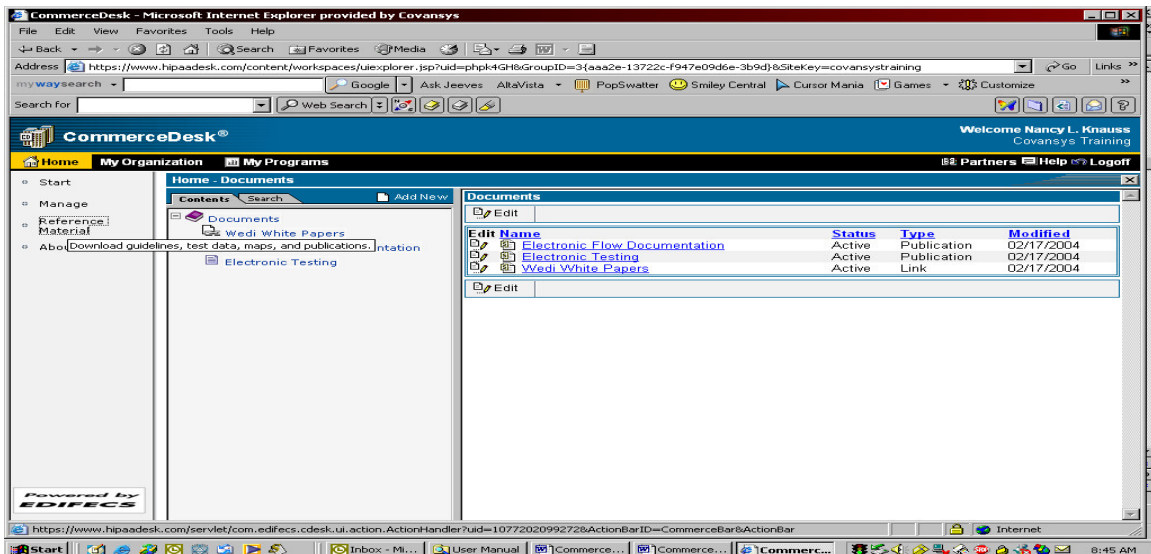 CommerceDesk - Microsoft Internet Explorer provided by Covansys
File Edit View Favorites Tools Help
Back Search Favorites Media
Address https://www.hipaadesk.com/content/workspaces/uiexplorer.jsp?uid=phpk4GH&GroupID=3{aaa2e-13722c-f947e09d6e-3b9d}&SiteKey=covansystraining Go Links »
mywaysearch Google Ask Jeeves AltaVista PopSwatter Smiley Central Cursor Mania Games Customize »
Search for Web Search
CommerceDesk® Welcome Nancy L. Knauss
Covansys Training
Home My Organization My Programs Partners Help Logoff
Start
Manage
Reference Material
Abou
Download guidelines, test data, maps, and publications.
Powered by
EDIFECS
Home - Documents
Contents Search Add New
Documents
Wedi White Papers
ntation
Electronic Testing
Documents
Edit
Edit Name Status Type Modified
Electronic Flow Documentation Active Publication 02/17/2004
Electronic Testing Active Publication 02/17/2004
Wedi White Papers Active Link 02/17/2004
Edit
https://www.hipaadesk.com/servlet/com.edifecs.cdesk.ui.action.ActionHandler?uid=1077202099272&ActionBarID=CommerceBar&ActionBar Internet
Start Inbox - Mi... User Manual Commerce... Commerce... Commerc... 8:45 AM